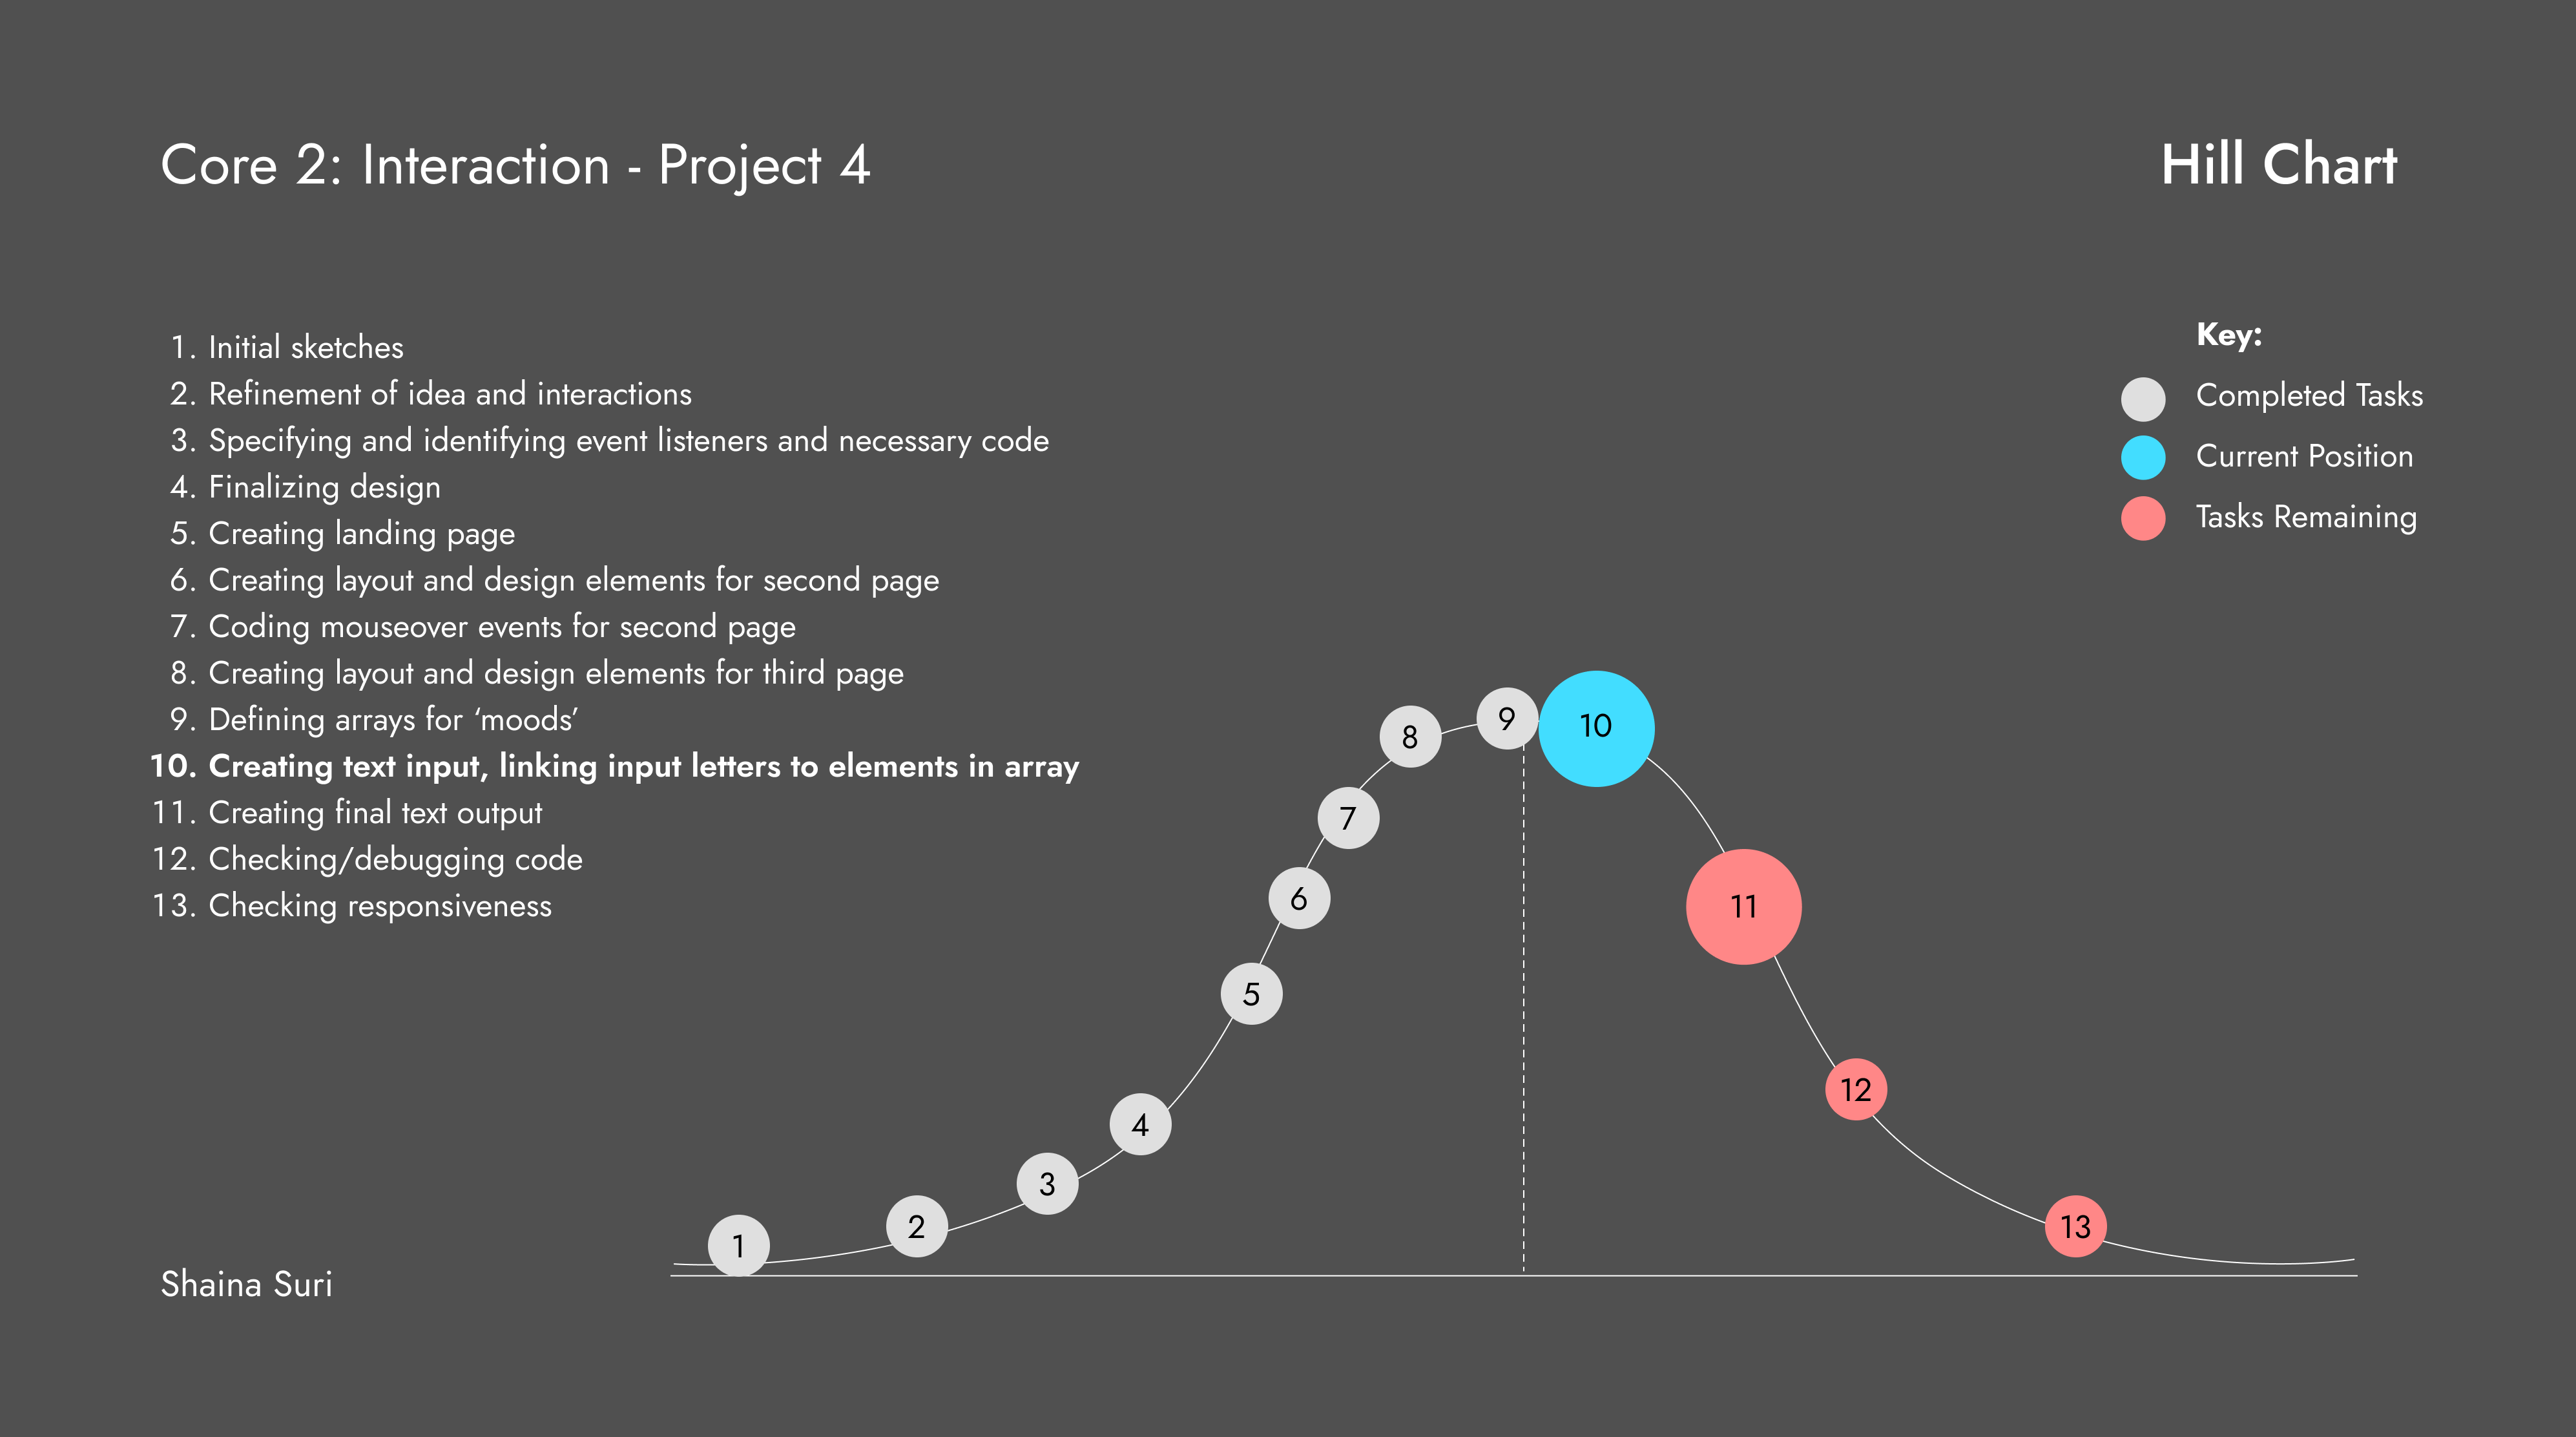 Core 2: Interaction - Project 4
Hill Chart
1. Initial sketches
2. Refinement of idea and interactions
3. Specifying and identifying event listeners and necessary code
4. Finalizing design
5. Creating landing page
6. Creating layout and design elements for second page
7. Coding mouseover events for second page
8. Creating layout and design elements for third page
9. Defining arrays for ‘moods’
10. Creating text input, linking input letters to elements in array
11. Creating final text output
12. Checking/debugging code
13. Checking responsiveness
Key:
Completed Tasks
Current Position
Tasks Remaining
1
2
3
4
5
6
7
8
9
10
11
12
13
Shaina Suri